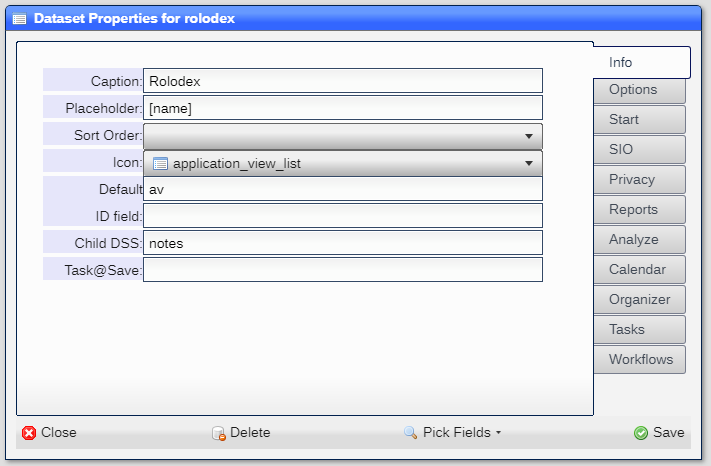 Dataset Properties for rolodex
Info
Caption: Rolodex
Options
Placeholder: [name]
Start
Sort Order:
SIO
Icon: application_view_list
Privacy
Default av
Reports
ID field:
Analyze
Child DSS: notes
Calendar
Task@Save:
Organizer
Tasks
Workflows
Close Delete Pick Fields Save